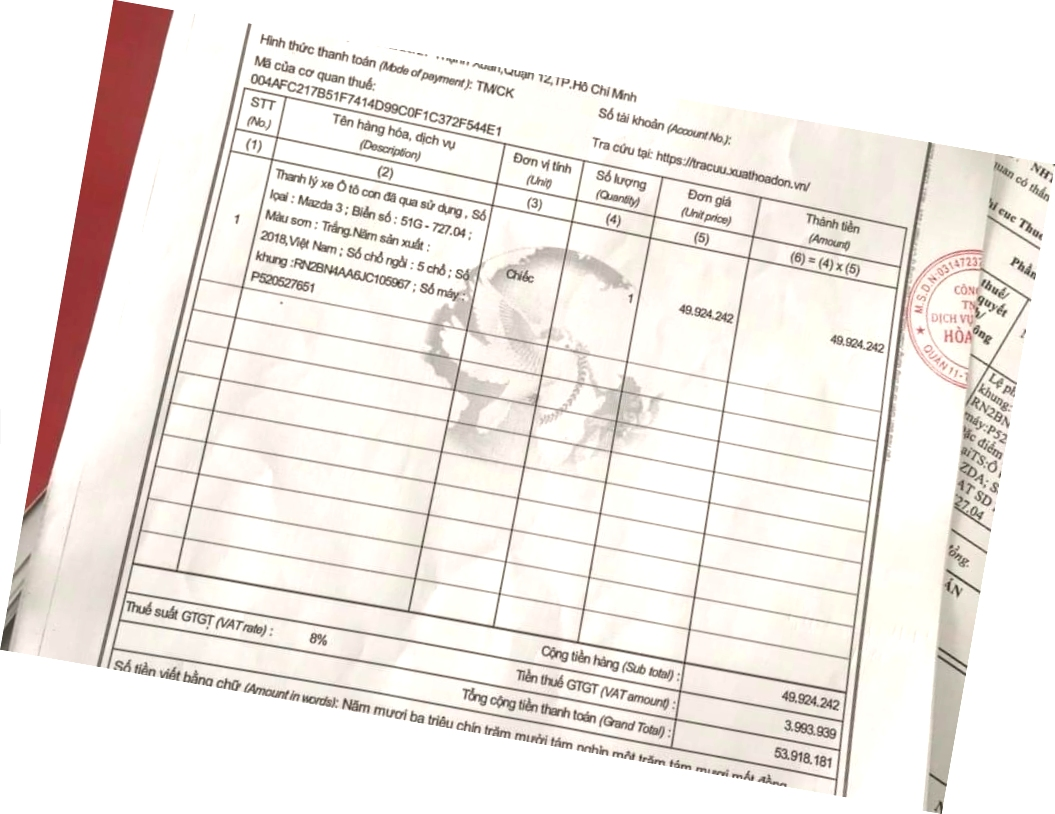 Thạnh Xuân,Quận 12,TP.Hồ Chí Minh
Hình thức thanh toán (Mode of payment): TM/CK
Số tài khoản (Account No.):
Mã của cơ quan thuế:
004AFC217B51F7414D99C0F1C372F544E1
Tra cứu tại: https://tracuu.xuathoadon.vn/
STT
(No.)
Tên hàng hóa, dịch vụ
(Description)
Đơn vị tính
(Unit)
Số lượng
(Quantity)
Đơn giá
(Unit price)
Thành tiền
(Amount)
(1)
(2)
(3)
(4)
(5)
(6) = (4) x (5)
1
Thanh lý xe Ô tô con đã qua sử dụng , Số
loại : Mazda 3 ; Biển số : 51G - 727.04 ;
Màu sơn : Trắng.Năm sản xuất :
2018,Việt Nam ; Số chỗ ngồi : 5 chỗ ; Số
khung :RN2BN4AA6JC105967 ; Số máy :
P520527651
Chiếc
1
49.924.242
49.924.242
Thuế suất GTGT (VAT rate) :
8%
Cộng tiền hàng (Sub total) :
49.924.242
Tiền thuế GTGT (VAT amount) :
3.993.939
Tổng cộng tiền thanh toán (Grand Total) :
53.918.181
Số tiền viết bằng chữ (Amount in words): Năm mươi ba triệu chín trăm mười tám nghìn một trăm tám mươi mốt đồng
M.S.D.N:0314723
CÔN
TN
DỊCH VỤ
HÒA
QUẬN 11-T
NH
quan có thẩn
hi cục Thuế
Phần
thuế/
quyết
h/
ông
Lệ ph
khung:
RN2BN
máy:P52
ặc điểm
aiTS:Ô
ZDA; S
AT SD
27.04
đồng.
ÁN